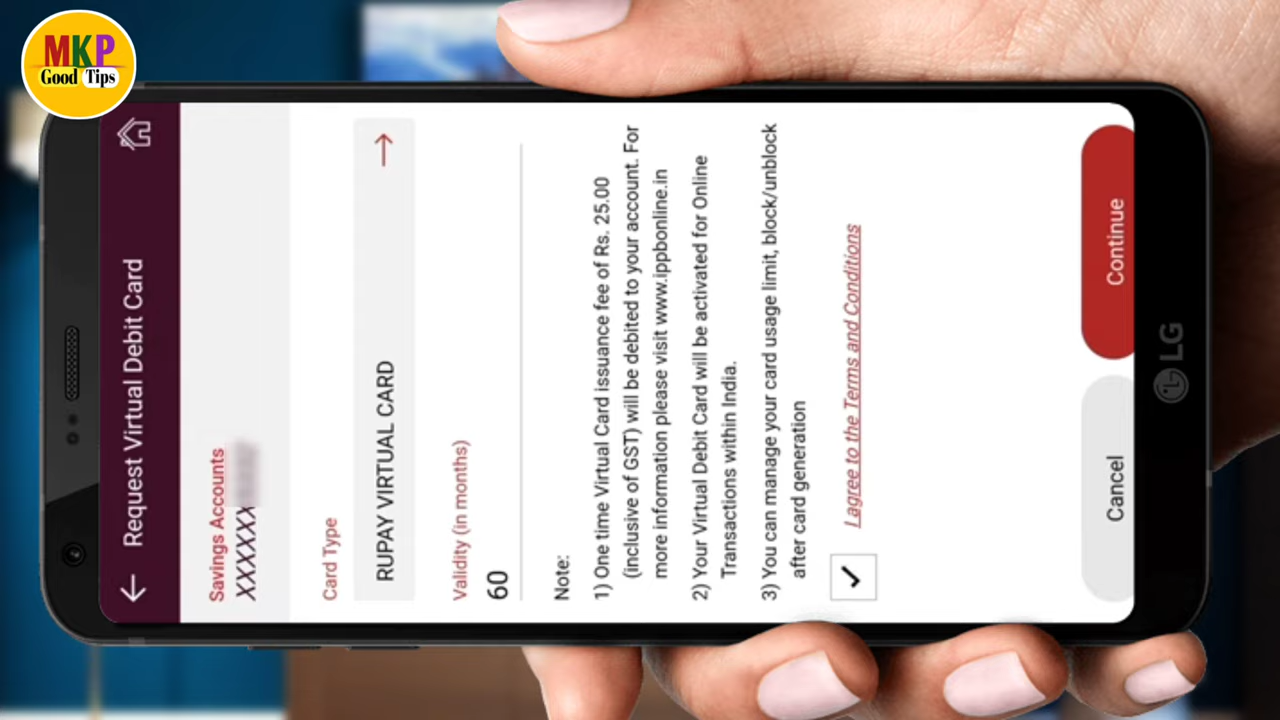 MKP
Good Tips
Request Virtual Debit Card
Savings Accounts
XXXXXX
Card Type
RUPAY VIRTUAL CARD
Validity (in months)
60
Note:
1) One time Virtual Card issuance fee of Rs. 25.00
(inclusive of GST) will be debited to your account. For
more information please visit www.ippbonline.in
2) Your Virtual Debit Card will be activated for Online
Transactions within India.
3) You can manage your card usage limit, block/unblock
after card generation
I agree to the Terms and Conditions
Cancel
Continue
LG